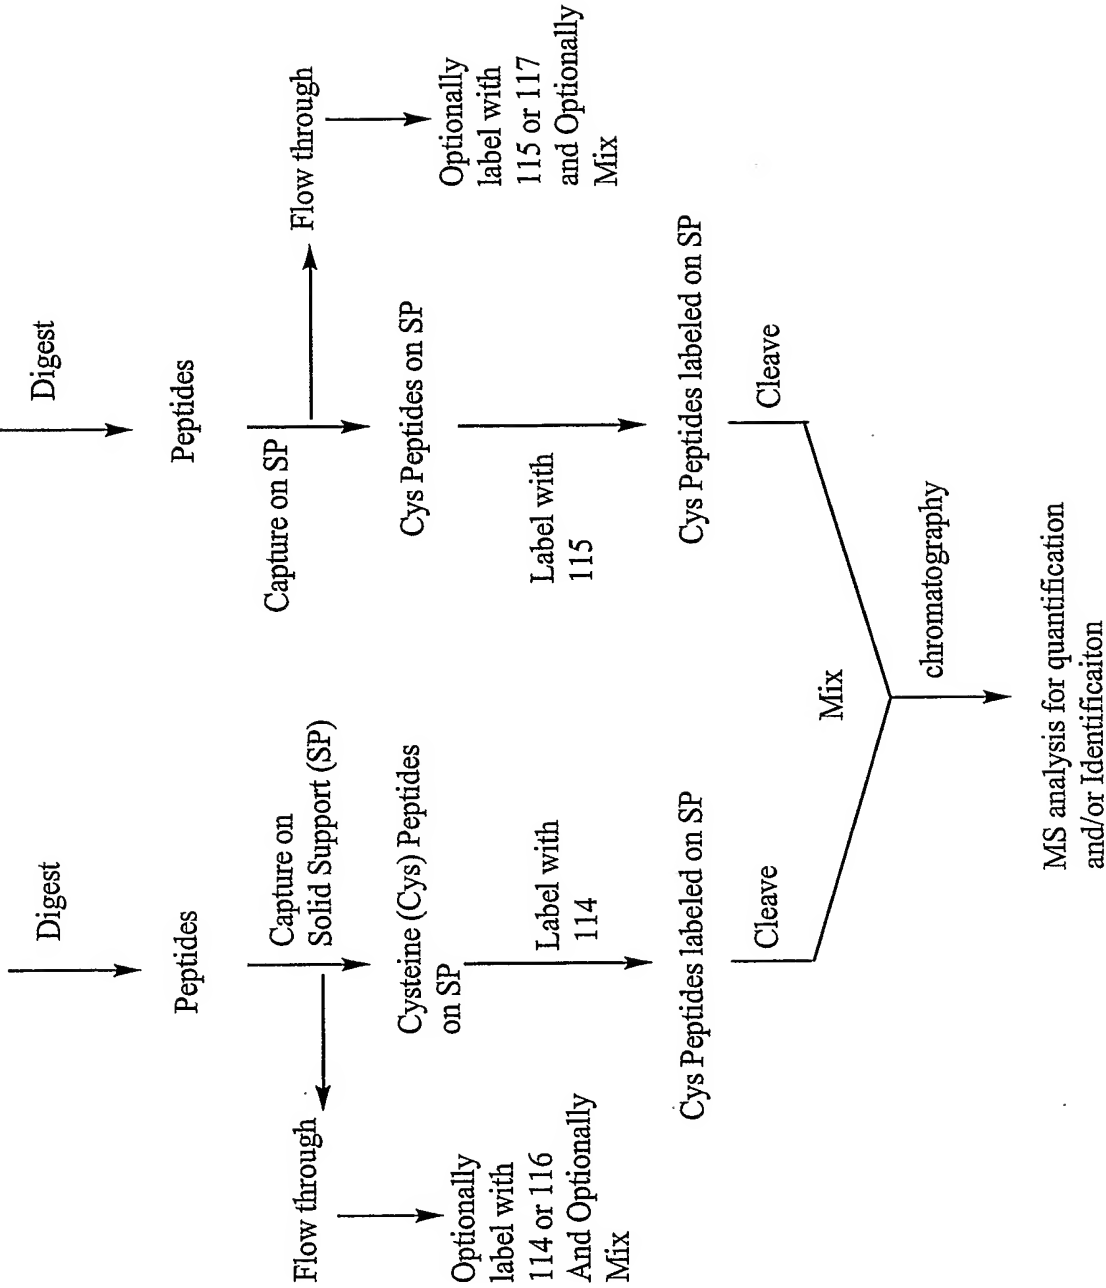 Digest
Digest
Peptides
Peptides
Capture on
Solid Support (SP)
Capture on SP
Flow through
Flow through
Cysteine (Cys) Peptides
on SP
Cys Peptides on SP
Optionally
label with
114 or 116
And Optionally
Mix
Optionally
label with
115 or 117
and Optionally
Mix
Label with
114
Label with
115
Cys Peptides labeled on SP
Cys Peptides labeled on SP
Cleave
Cleave
Mix
chromatography
MS analysis for quantification
and/or Identificaiton